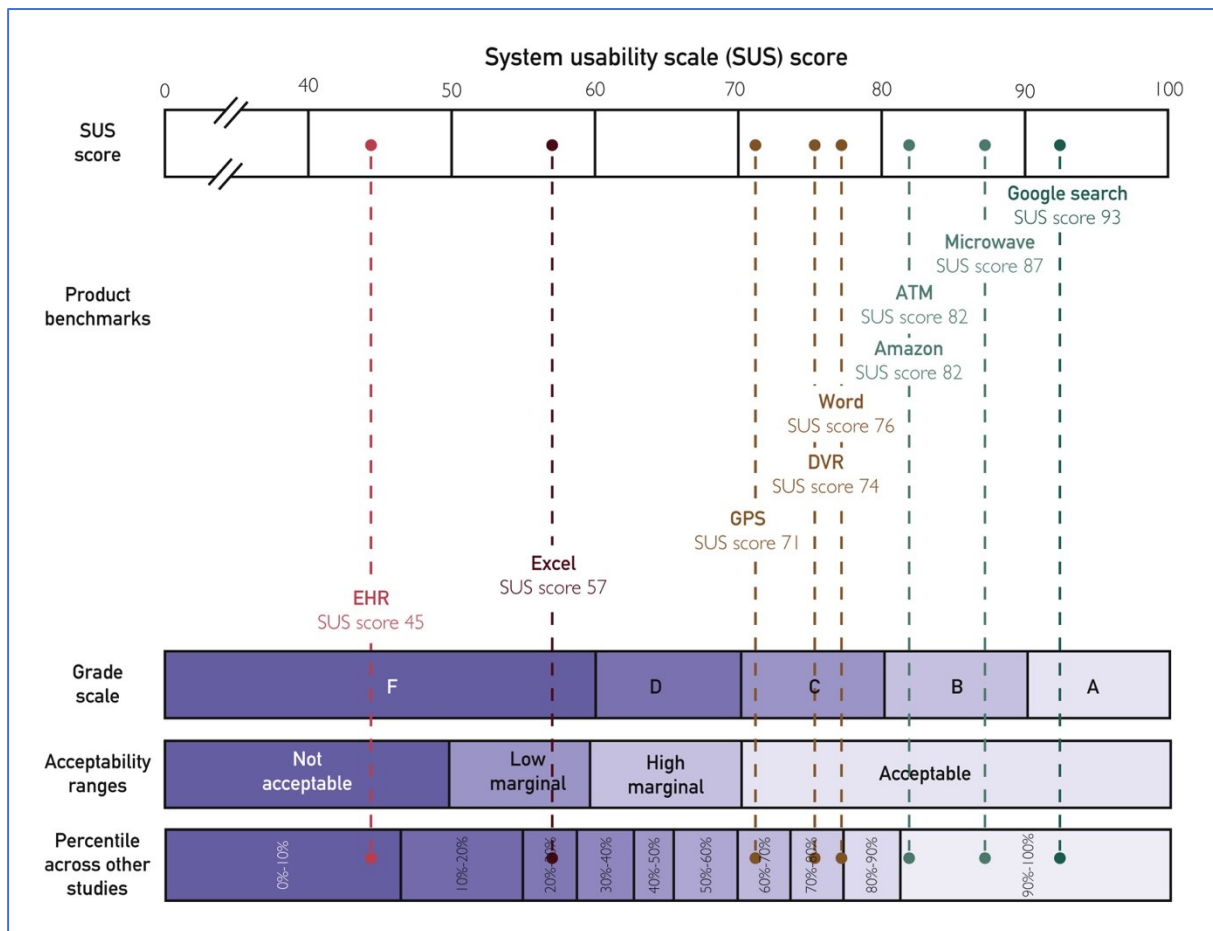 System usability scale (SUS) score
0 40 50 60 70 80 90 100
SUS
score
Google search
SUS score 93
Microwave
SUS score 87
Product
benchmarks
ATM
SUS score 82
Amazon
SUS score 82
Word
SUS score 76
DVR
SUS score 74
GPS
SUS score 71
Excel
SUS score 57
EHR
SUS score 45
Grade
scale
F D C B A
Acceptability
ranges
Not
acceptable
Low
marginal
High
marginal
Acceptable
Percentile
across other
studies
0%-10%
10%-20%
20%-30%
30%-40%
40%-50%
50%-60%
60%-70%
70%-80%
80%-90%
90%-100%